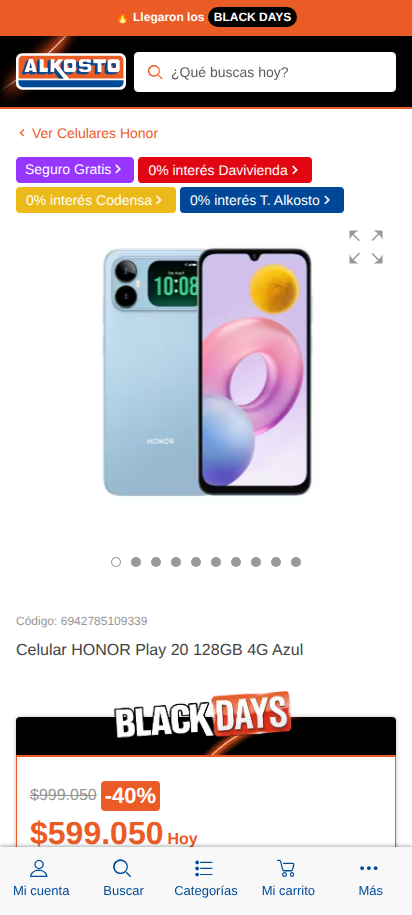 🔥 Llegaron los BLACK DAYS
ALKOSTO
¿Qué buscas hoy?
Ver Celulares Honor
Seguro Gratis
0% interés Davivienda
0% interés Codensa
0% interés T. Alkosto
10:08
HONOR
Código: 6942785109339
Celular HONOR Play 20 128GB 4G Azul
BLACK DAYS
$999.050 -40%
$599.050 Hoy
Mi cuenta
Buscar
Categorías
Mi carrito
Más